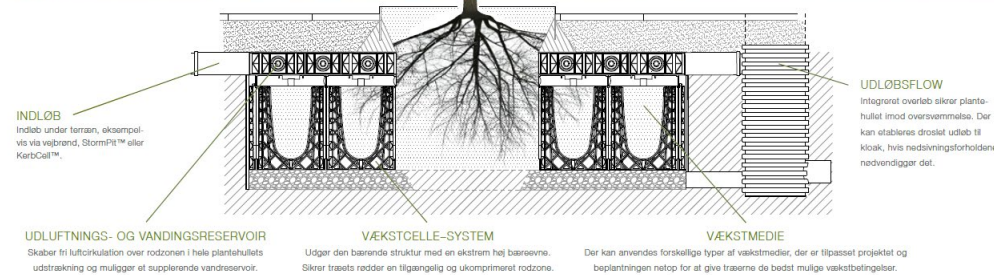 INDLØB
Indløb under terræn, eksempel-
vis via vejbrønd, StormPit™ eller
KerbCell™.
UDLØBSFLOW
Integreret overløb sikrer plante-
hullet imod oversvømmelse. Der
kan etableres droslet udløb til
kloak, hvis nedsivningsforholdene
nødvendiggør det.
UDLUFTNINGS- OG VANDINGSRESERVOIR
Skaber fri luftcirkulation over rodzonen i hele plantehullets
udstrækning og muliggør et supplerende vandreservoir.
VÆKSTCELLE-SYSTEM
Udgør den bærende struktur med en ekstrem høj bæreevne.
Sikrer træets rødder en tilgængelig og ukomprimeret rodzone.
VÆKSTMEDIE
Der kan anvendes forskellige typer af vækstmedier, der er tilpasset projektet og
beplantningen netop for at give træerne de bedst mulige vækstbetingelser.